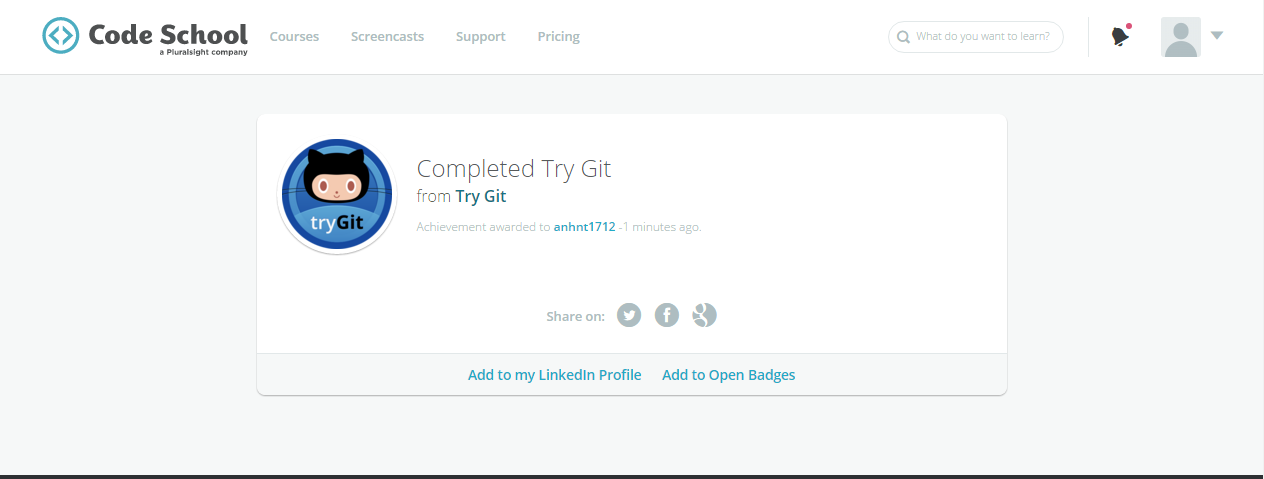 Code School
a Pluralsight company
Courses Screencasts Support Pricing
What do you want to learn?
tryGit
Completed Try Git
from Try Git
Achievement awarded to anhnt1712 -1 minutes ago.
Share on:
Add to my LinkedIn Profile Add to Open Badges